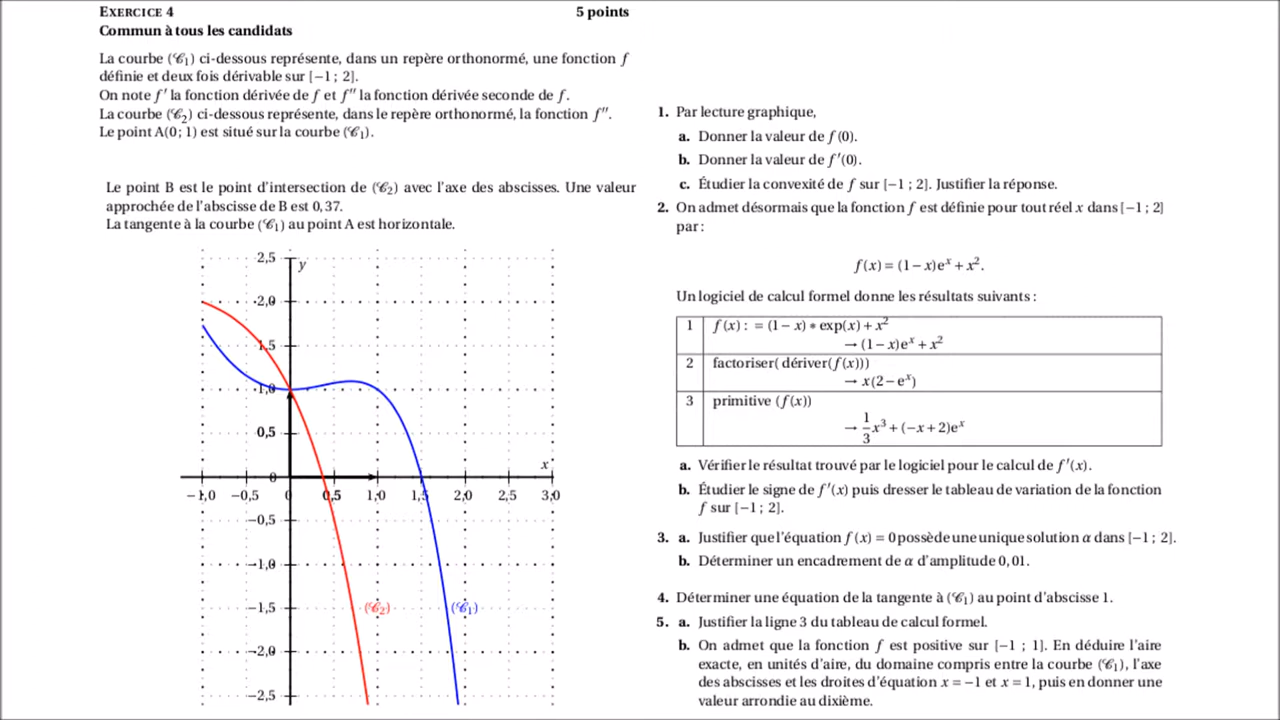 EXERCICE 4 5 points
Commun à tous les candidats
La courbe (𝒞1) ci-dessous représente, dans un repère orthonormé, une fonction f
définie et deux fois dérivable sur [−1 ; 2].
On note f′ la fonction dérivée de f et f″ la fonction dérivée seconde de f.
La courbe (𝒞2) ci-dessous représente, dans le repère orthonormé, la fonction f″.
Le point A(0; 1) est situé sur la courbe (𝒞1).
Le point B est le point d'intersection de (𝒞2) avec l'axe des abscisses. Une valeur
approchée de l'abscisse de B est 0,37.
La tangente à la courbe (𝒞1) au point A est horizontale.
2,5
y
2,0
1,5
1,0
0,5
x
0
−1,0 −0,5 0 0,5 1,0 1,5 2,0 2,5 3,0
−0,5
−1,0
−1,5 (𝒞2) (𝒞1)
−2,0
−2,5
1. Par lecture graphique,
a. Donner la valeur de f(0).
b. Donner la valeur de f′(0).
c. Étudier la convexité de f sur [−1 ; 2]. Justifier la réponse.
2. On admet désormais que la fonction f est définie pour tout réel x dans [−1 ; 2]
par :
f(x) = (1 − x)eˣ + x².
Un logiciel de calcul formel donne les résultats suivants :
1 f(x) : = (1 − x) ∗ exp(x) + x²
→ (1 − x)eˣ + x²
2 factoriser( dériver(f(x)))
→ x(2 − eˣ)
3 primitive (f(x))
→ 1/3 x³ + (−x + 2)eˣ
a. Vérifier le résultat trouvé par le logiciel pour le calcul de f′(x).
b. Étudier le signe de f′(x) puis dresser le tableau de variation de la fonction
f sur [−1 ; 2].
3. a. Justifier que l'équation f(x) = 0 possède une unique solution α dans [−1 ; 2].
b. Déterminer un encadrement de α d'amplitude 0,01.
4. Déterminer une équation de la tangente à (𝒞1) au point d'abscisse 1.
5. a. Justifier la ligne 3 du tableau de calcul formel.
b. On admet que la fonction f est positive sur [−1 ; 1]. En déduire l'aire
exacte, en unités d'aire, du domaine compris entre la courbe (𝒞1), l'axe
des abscisses et les droites d'équation x = −1 et x = 1, puis en donner une
valeur arrondie au dixième.